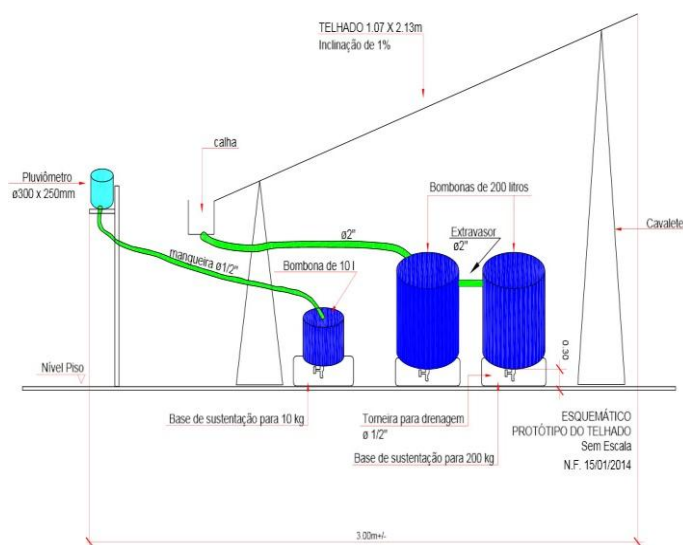 TELHADO 1.07 X 2.13m
Inclinação de 1%
calha
Pluviômetro
ø300 x 250mm
Bombonas de 200 litros
Cavalete
ø2"
Extravasor
ø2"
mangueira ø1/2"
Bombona de 10 l
0.30
Nível Piso
Base de sustentação para 10 kg
Torneira para drenagem
ø 1/2"
Base de sustentação para 200 kg
ESQUEMÁTICO
PROTÓTIPO DO TELHADO
Sem Escala
N.F. 15/01/2014
3.00m+/-